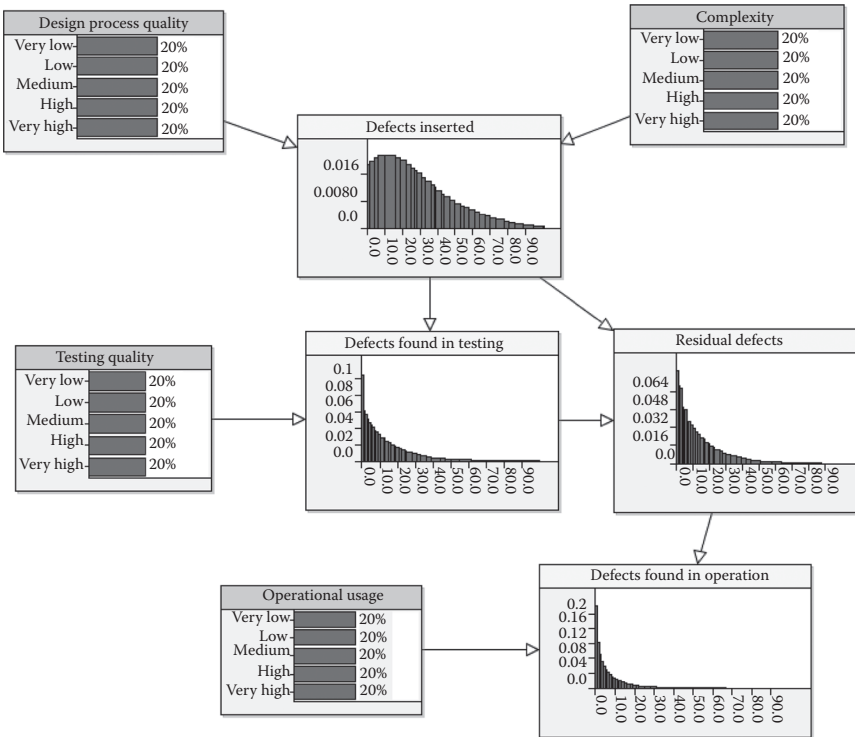 Design process quality
Very low 20%
Low 20%
Medium 20%
High 20%
Very high 20%
Complexity
Very low 20%
Low 20%
Medium 20%
High 20%
Very high 20%
Defects inserted
0.016
0.0080
0.0
0.0 10.0 20.0 30.0 40.0 50.0 60.0 70.0 80.0 90.0
Testing quality
Very low 20%
Low 20%
Medium 20%
High 20%
Very high 20%
Defects found in testing
0.1
0.08
0.06
0.04
0.02
0.0
0.0 10.0 20.0 30.0 40.0 50.0 60.0 70.0 80.0 90.0
Residual defects
0.064
0.048
0.032
0.016
0.0
0.0 10.0 20.0 30.0 40.0 50.0 60.0 70.0 80.0 90.0
Operational usage
Very low 20%
Low 20%
Medium 20%
High 20%
Very high 20%
Defects found in operation
0.2
0.16
0.12
0.08
0.04
0.0
0.0 10.0 20.0 30.0 40.0 50.0 60.0 70.0 80.0 90.0